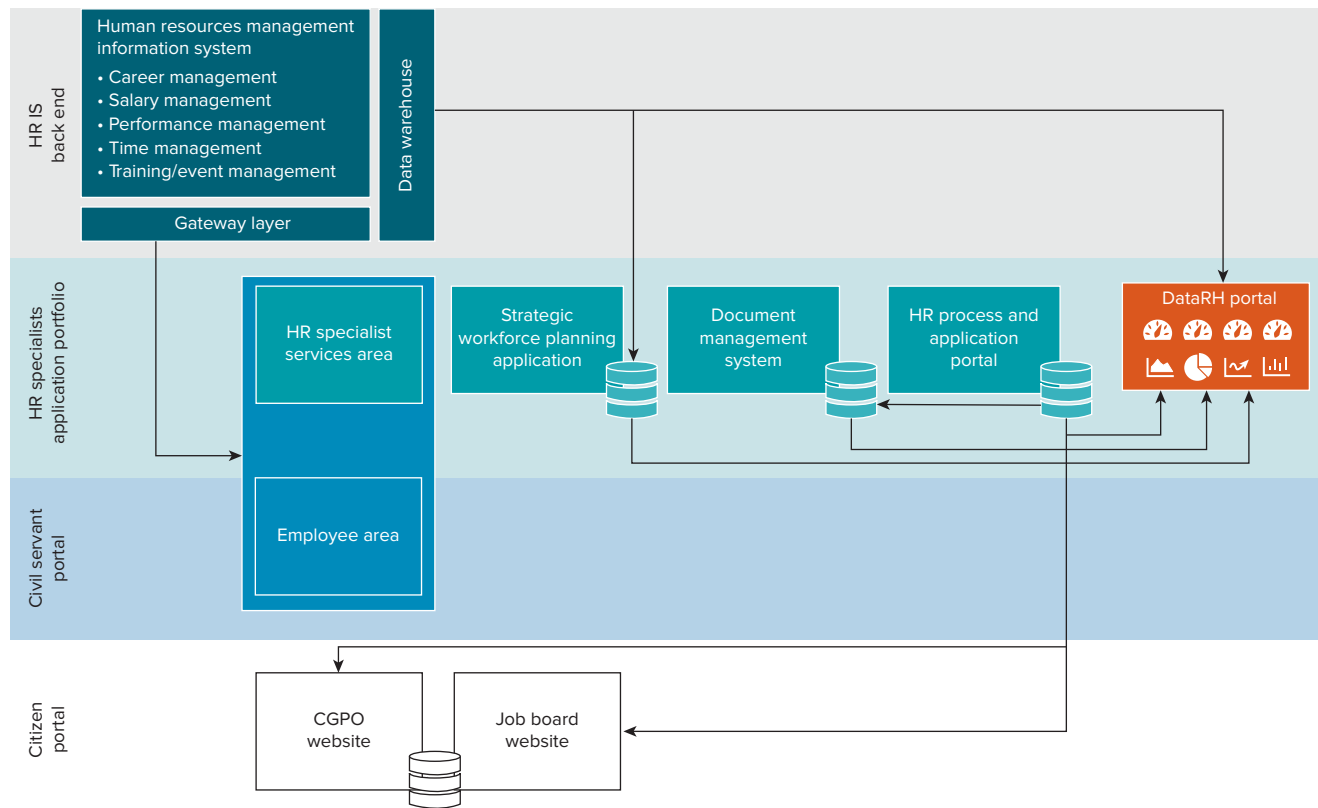 HR IS
back end
Human resources management
information system
• Career management
• Salary management
• Performance management
• Time management
• Training/event management
Gateway layer
Data warehouse
HR specialists
application portfolio
HR specialist
services area
Strategic
workforce planning
application
Document
management
system
HR process and
application
portal
DataRH portal
Civil servant
portal
Employee area
Citizen
portal
CGPO
website
Job board
website